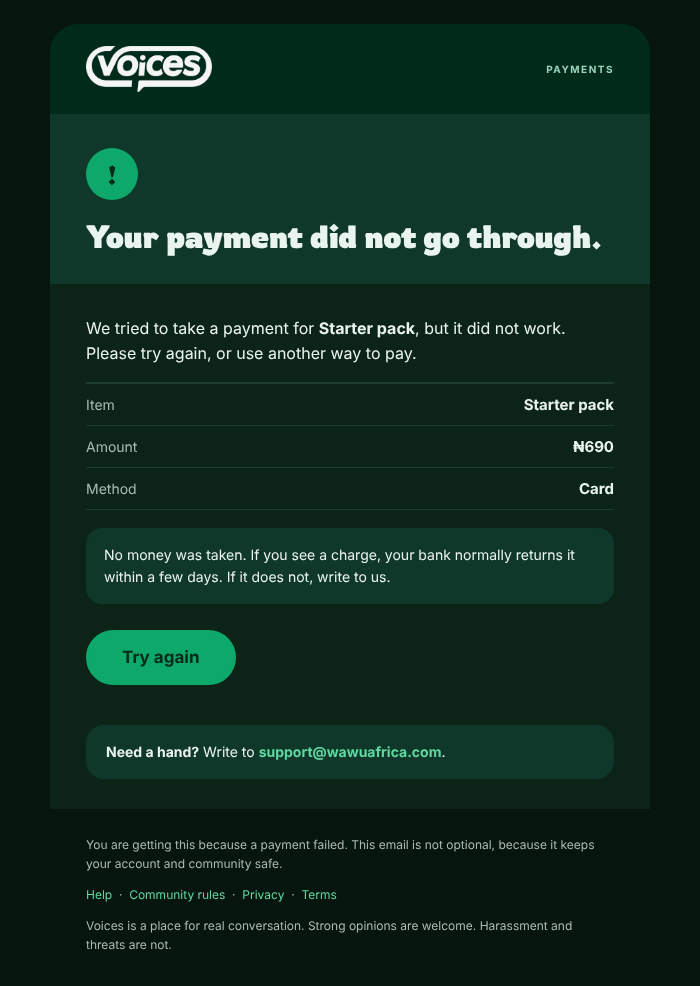 Voices
PAYMENTS
!
Your payment did not go through.
We tried to take a payment for Starter pack, but it did not work.
Please try again, or use another way to pay.
Item
Starter pack
Amount
₦690
Method
Card
No money was taken. If you see a charge, your bank normally returns it
within a few days. If it does not, write to us.
Try again
Need a hand? Write to support@wawuafrica.com.
You are getting this because a payment failed. This email is not optional, because it keeps
your account and community safe.
Help · Community rules · Privacy · Terms
Voices is a place for real conversation. Strong opinions are welcome. Harassment and
threats are not.